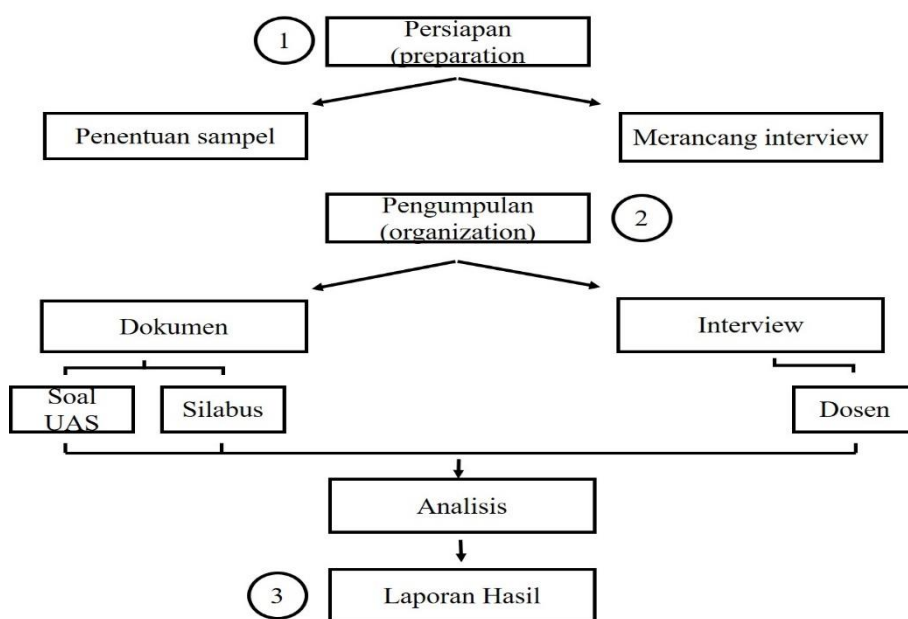 1
Persiapan
(preparation
Penentuan sampel
Merancang interview
Pengumpulan
(organization)
2
Dokumen
Interview
Soal
UAS
Silabus
Dosen
Analisis
3
Laporan Hasil